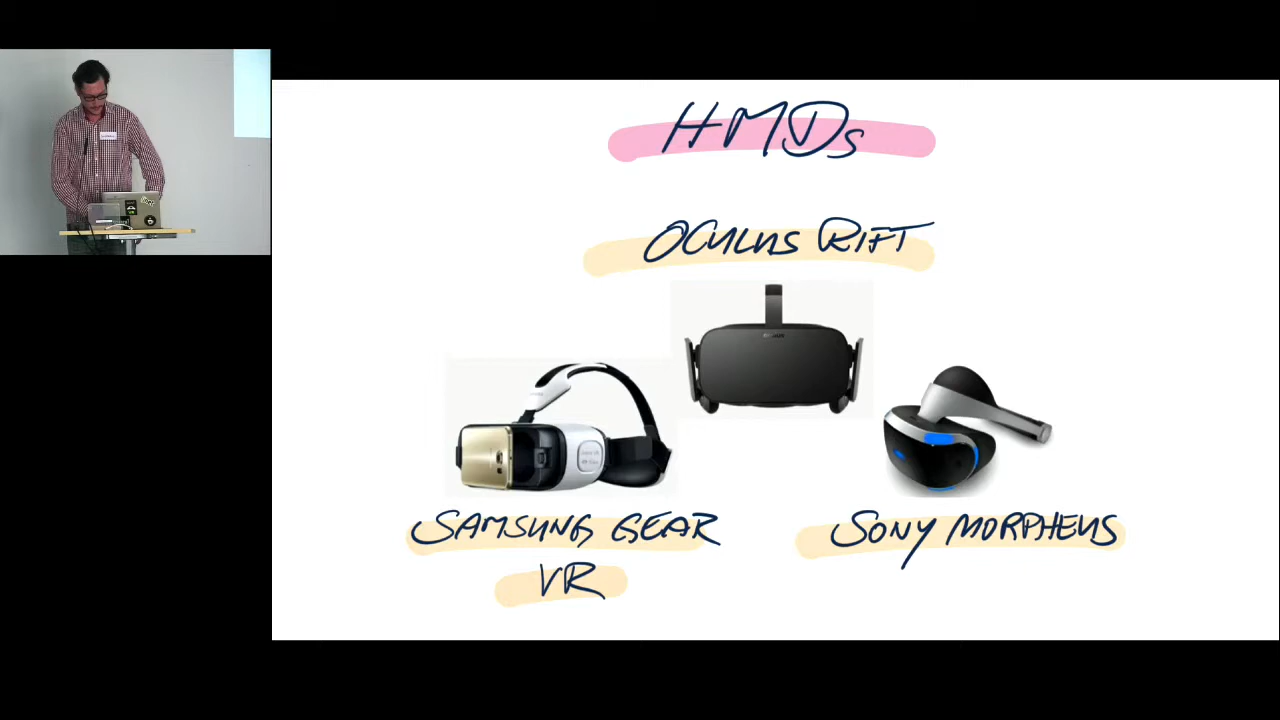 HMDs
OCULUS RIFT
SAMSUNG GEAR
VR
SONY MORPHEUS